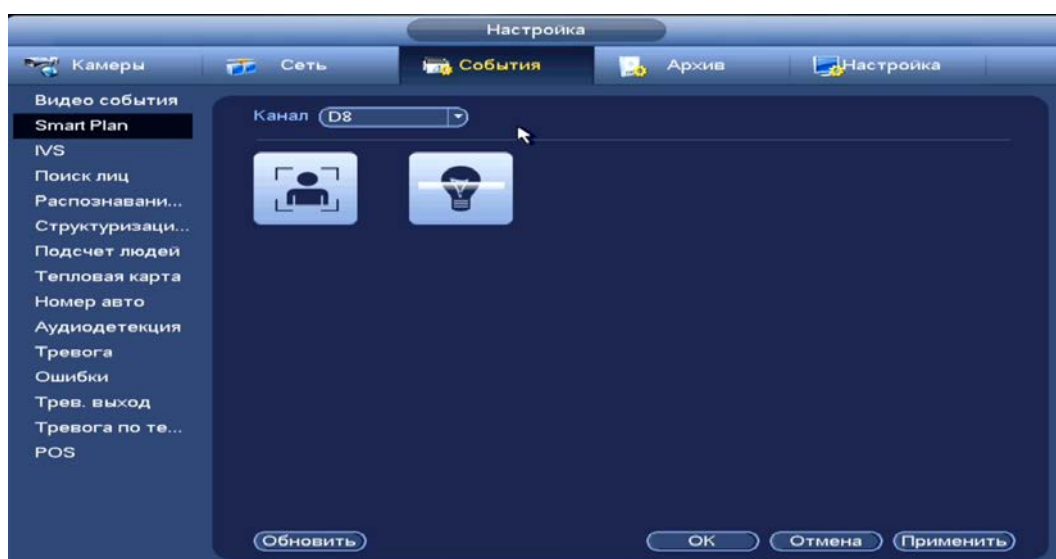 Настройка
Камеры
Сеть
События
Архив
Настройка
Видео события
Smart Plan
IVS
Поиск лиц
Распознавани...
Структуризаци...
Подсчет людей
Тепловая карта
Номер авто
Аудиодетекция
Тревога
Ошибки
Трев. выход
Тревога по те...
POS
Канал D8
Обновить
OK
Отмена
Применить